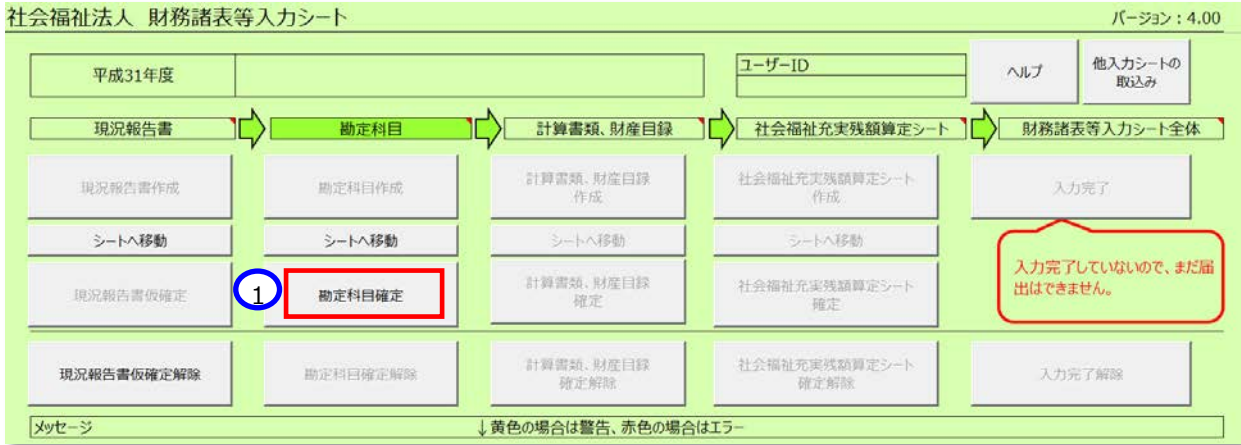 社会福祉法人 財務諸表等入力シート
バージョン：4.00
平成31年度
ユーザーID
ヘルプ
他入力シートの
取込み
現況報告書
勘定科目
計算書類、財産目録
社会福祉充実残額算定シート
財務諸表等入力シート全体
現況報告書作成
勘定科目作成
計算書類、財産目録
作成
社会福祉充実残額算定シート
作成
入力完了
シートへ移動
シートへ移動
シートへ移動
シートへ移動
入力完了していないので、まだ届
出はできません。
現況報告書仮確定
1
勘定科目確定
計算書類、財産目録
確定
社会福祉充実残額算定シート
確定
現況報告書仮確定解除
勘定科目確定解除
計算書類、財産目録
確定解除
社会福祉充実残額算定シート
確定解除
入力完了解除
メッセージ
↓黄色の場合は警告、赤色の場合はエラー